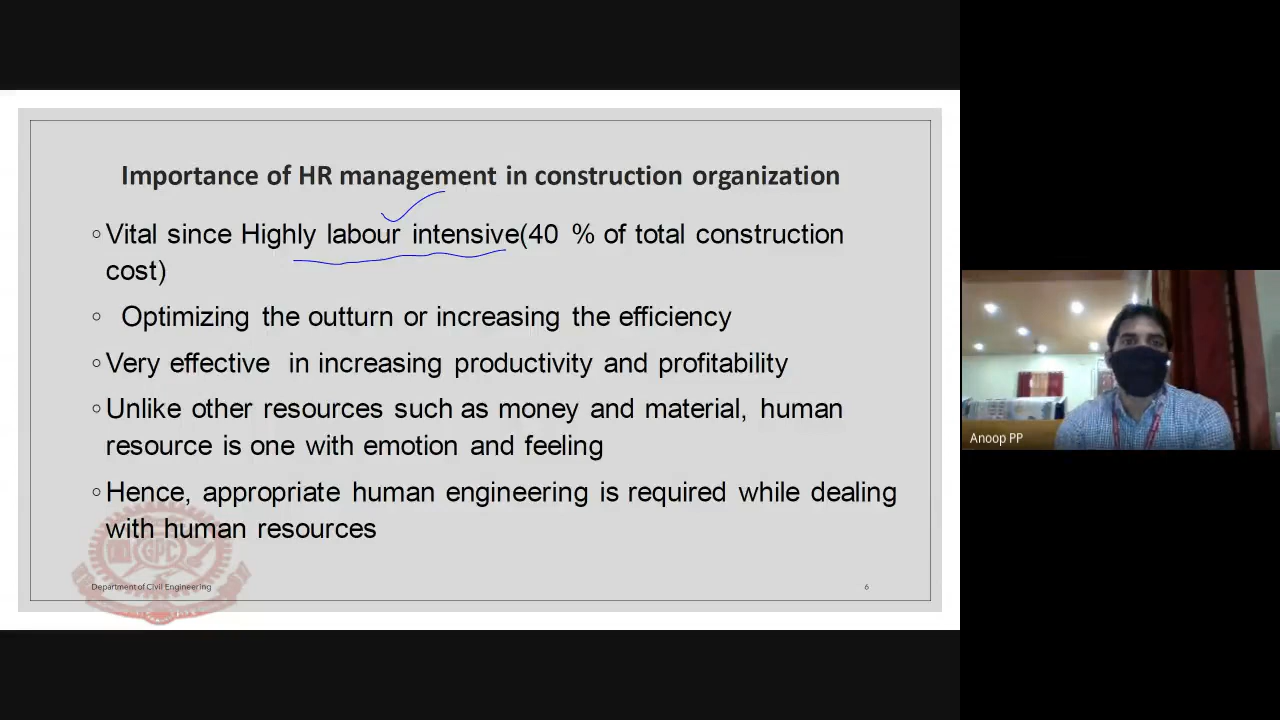 Importance of HR management in construction organization
◦Vital since Highly labour intensive(40 % of total construction
cost)
◦ Optimizing the outturn or increasing the efficiency
◦Very effective in increasing productivity and profitability
◦Unlike other resources such as money and material, human
resource is one with emotion and feeling
◦Hence, appropriate human engineering is required while dealing
with human resources
GPC
Department of Civil Engineering
6
Anoop PP